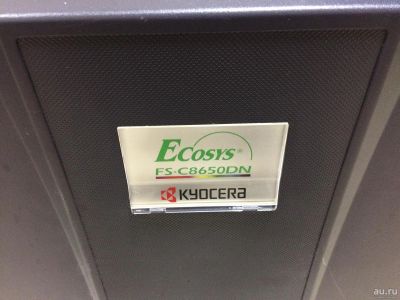 ECOSYS®
FS-C8650DN
KYOCERA
au.ru